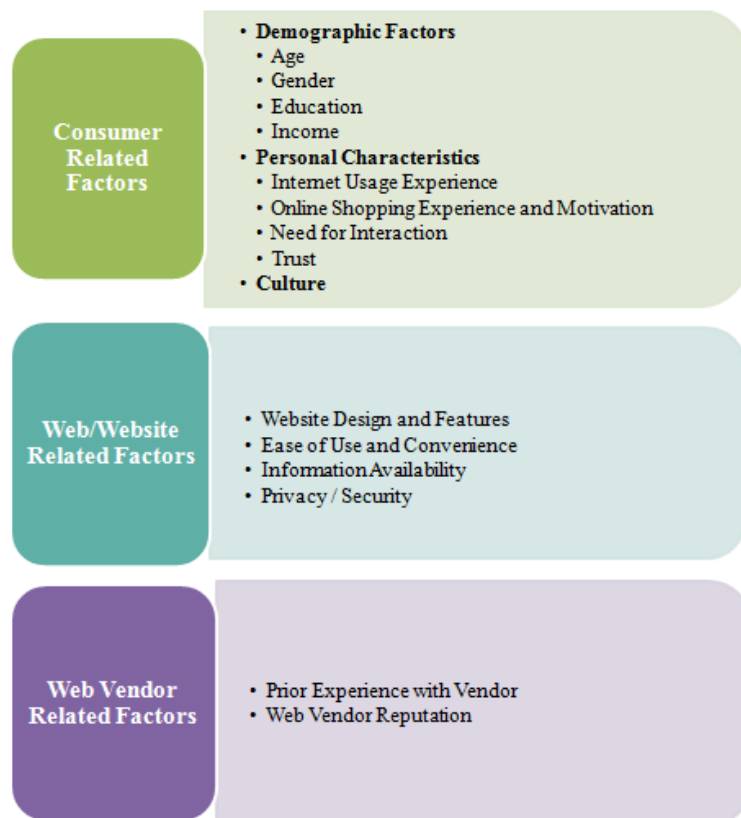 Consumer
Related
Factors
• Demographic Factors
• Age
• Gender
• Education
• Income
• Personal Characteristics
• Internet Usage Experience
• Online Shopping Experience and Motivation
• Need for Interaction
• Trust
• Culture
Web/Website
Related Factors
• Website Design and Features
• Ease of Use and Convenience
• Information Availability
• Privacy / Security
Web Vendor
Related Factors
• Prior Experience with Vendor
• Web Vendor Reputation